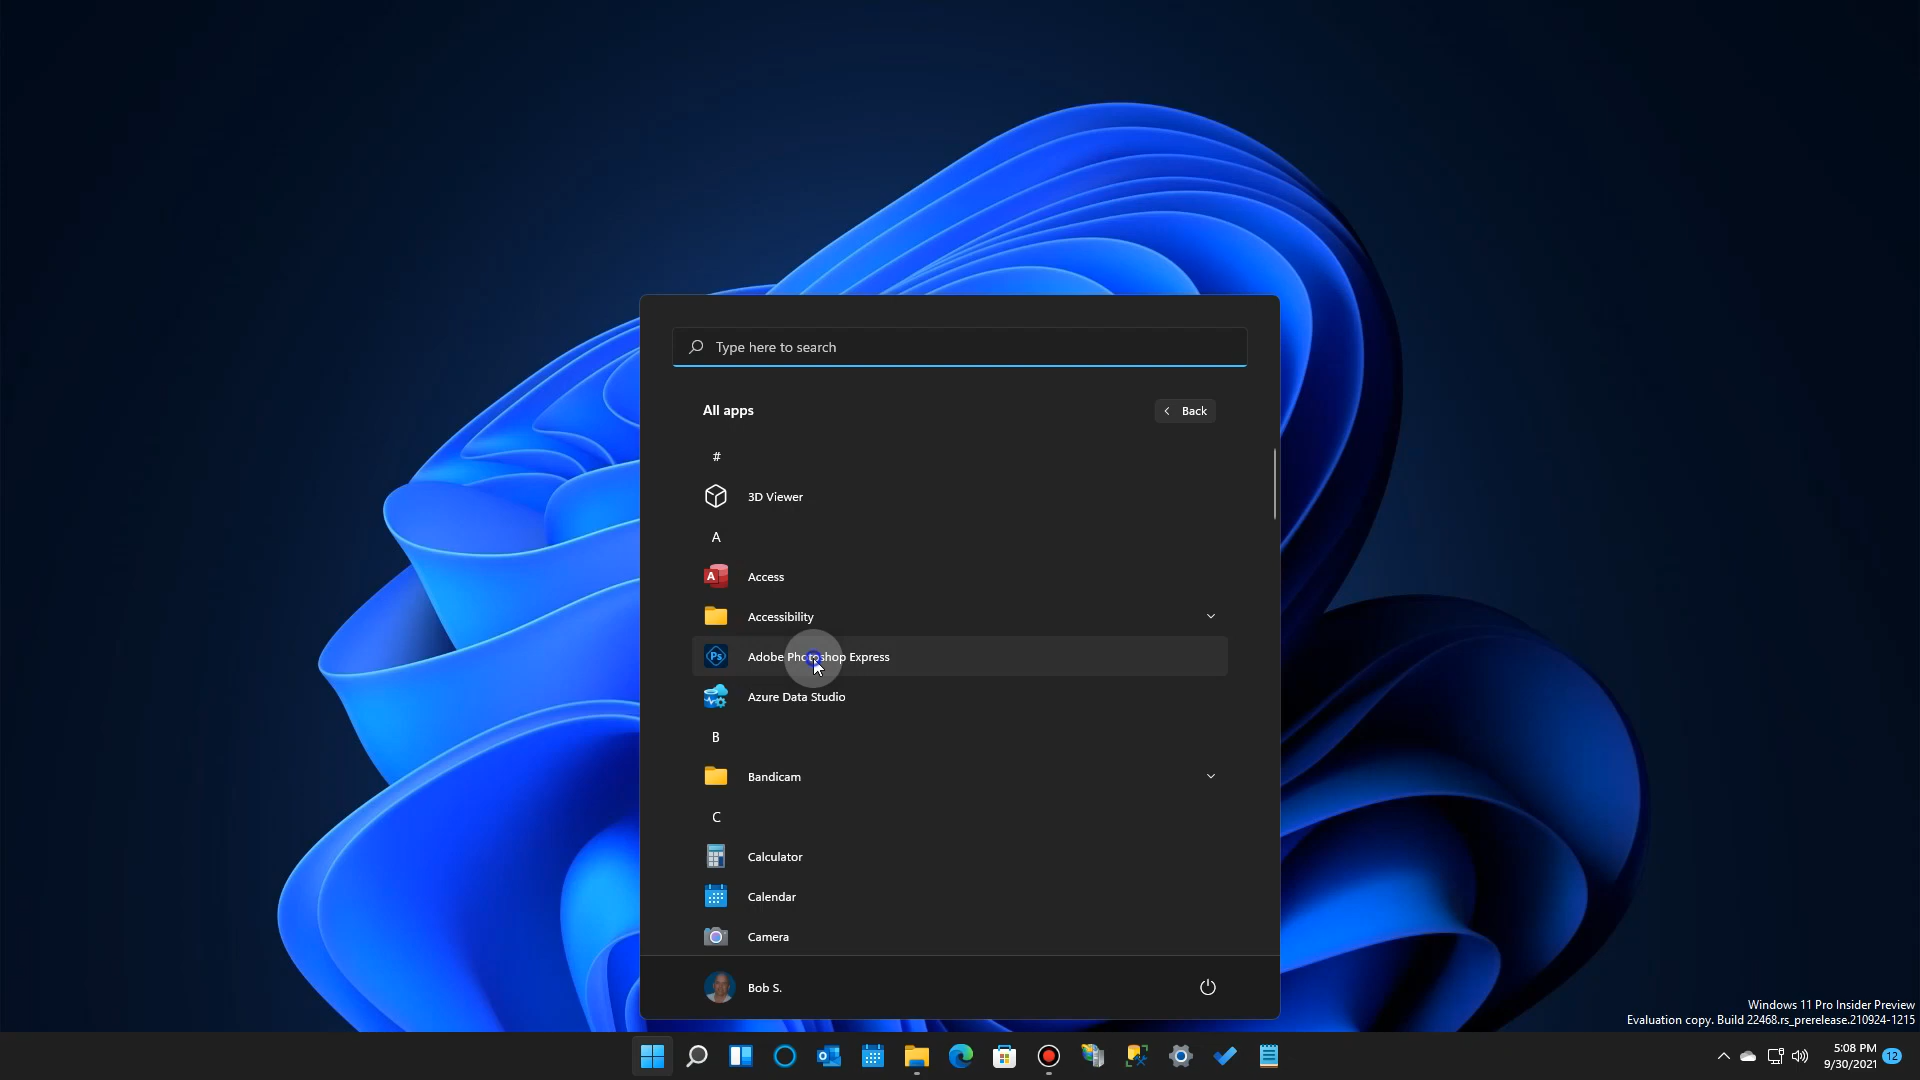 Type here to search
All apps
Back
#
3D Viewer
A
Access
Accessibility
Adobe Photoshop Express
Azure Data Studio
B
Bandicam
C
Calculator
Calendar
Camera
Bob S.
Windows 11 Pro Insider Preview
Evaluation copy. Build 22468.rs_prerelease.210924-1215
5:08 PM
9/30/2021
12